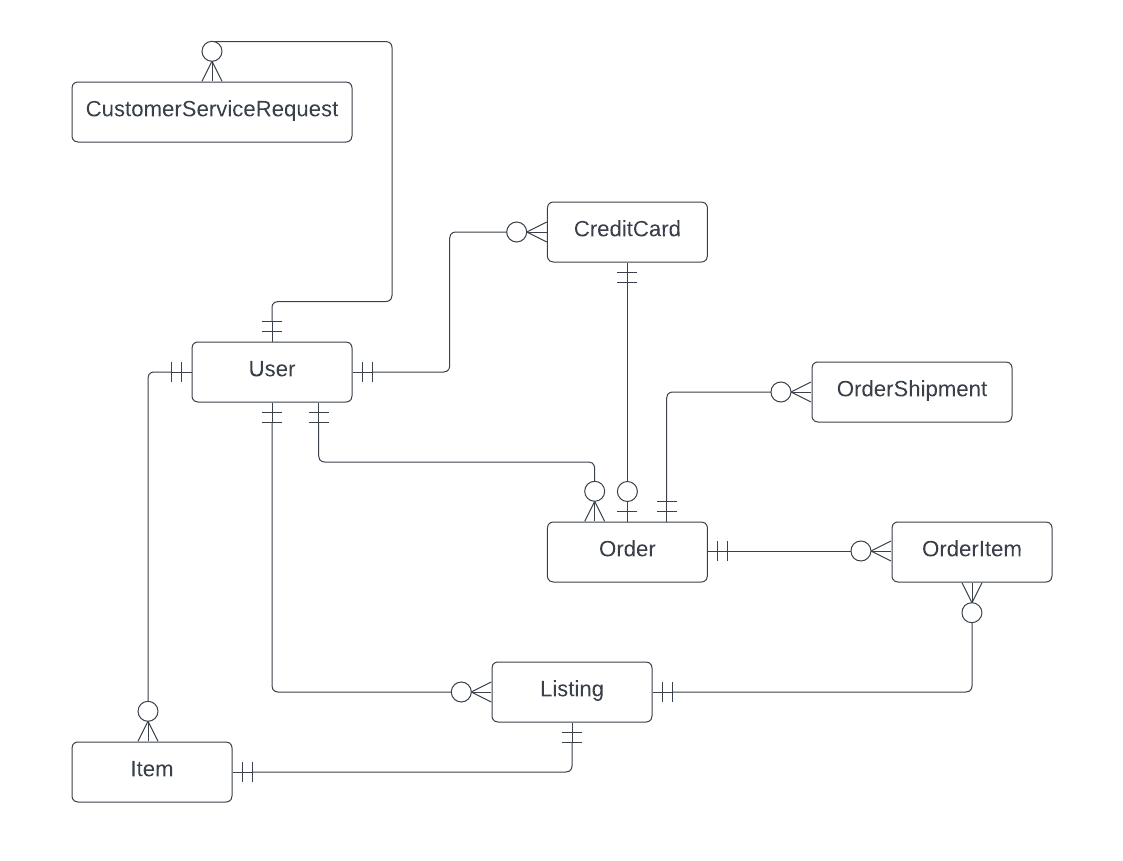 CustomerServiceRequest
CreditCard
User
OrderShipment
Order
OrderItem
Listing
Item